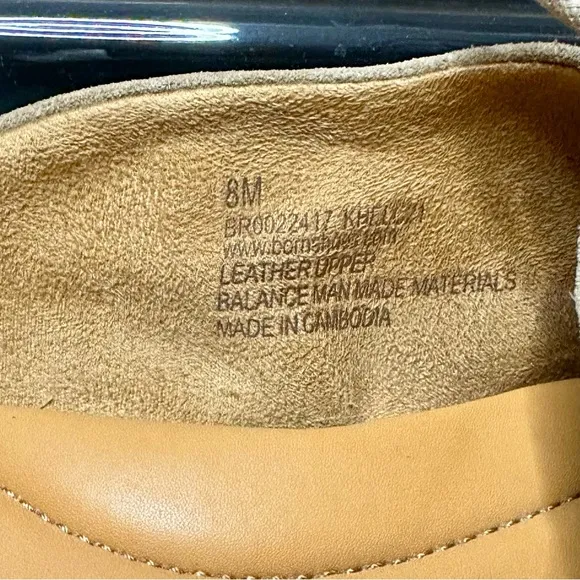 8M
BR0022417
www.bornshoes.com
LEATHER UPPER
BALANCE MAN MADE MATERIALS
MADE IN CAMBODIA